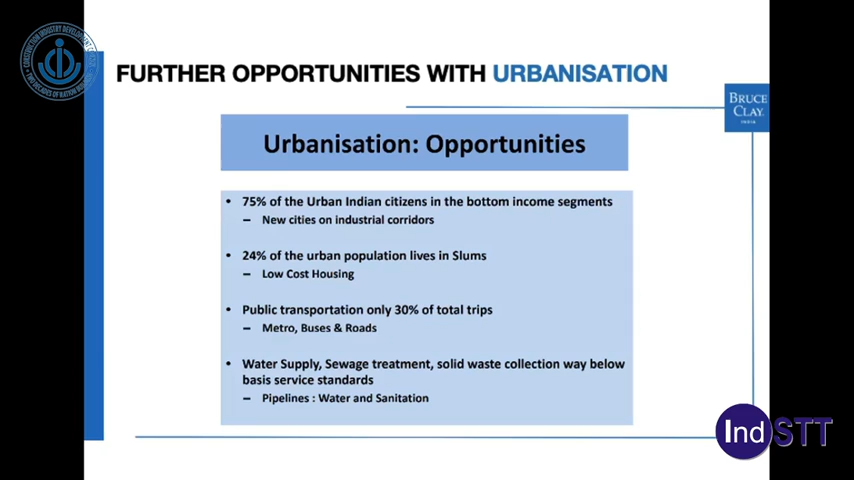 FURTHER OPPORTUNITIES WITH URBANISATION
BRUCE
CLAY
INDIA
Urbanisation: Opportunities
• 75% of the Urban Indian citizens in the bottom income segments
– New cities on industrial corridors
• 24% of the urban population lives in Slums
– Low Cost Housing
• Public transportation only 30% of total trips
– Metro, Buses & Roads
• Water Supply, Sewage treatment, solid waste collection way below
basis service standards
– Pipelines : Water and Sanitation
IndSTT